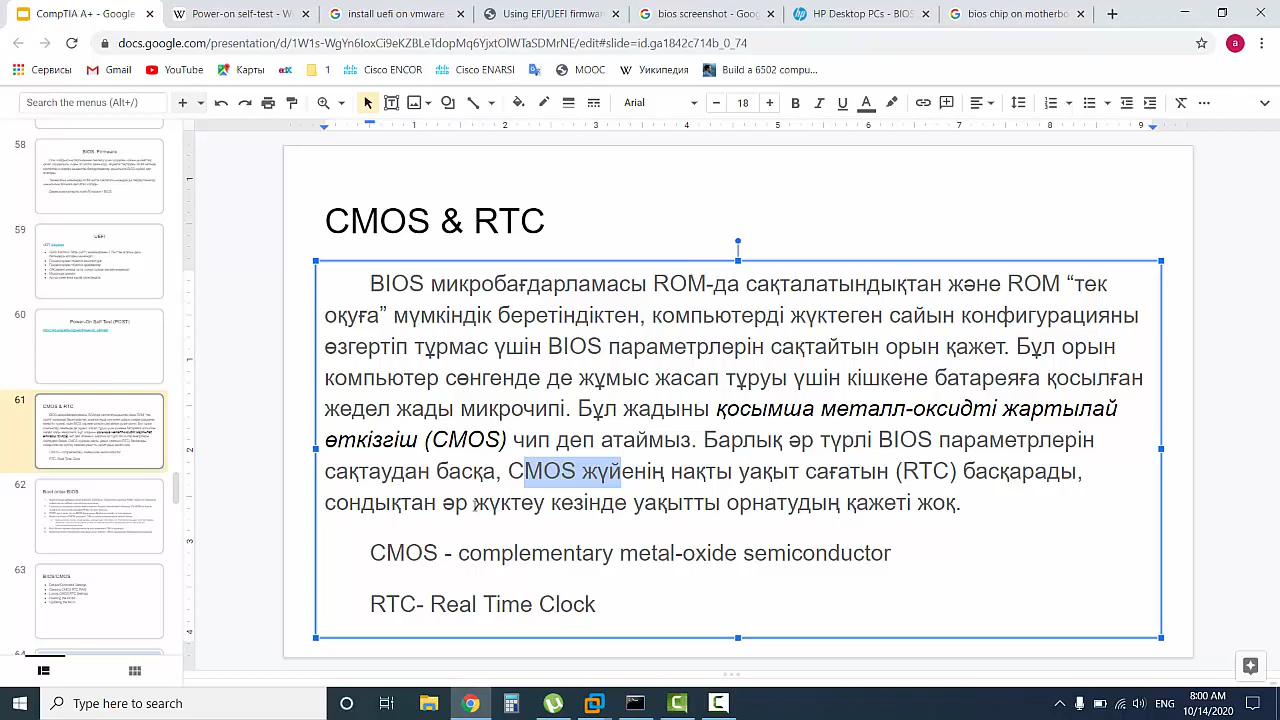 CompA - Google Slides
Power-on self-test - W
install uefi on vmwar
Using EFI/UEFI firmwar
bios screenshot - Goog
HP Desktop PCs - BIOS
bios chip on motherbo
docs.google.com/presentation/d/1W1s-WgYn6IoxCi9eKZBLeTdopMq6YjxtOlWTaSDMrNE/edit#slide=id.ga1842c714b_0_74
a
Сервисы
Gmail
YouTube
Карты
1
Cisco ENCOR
Cisco ENARSI
MOOC
Уикипедия
Build a 6502 compu...
Search the menus (Alt+/)
Arial
18
58
BIOS. Firmware
59
UEFI
60
Power-On Self Test (POST)
61
CMOS & RTC
62
Boot order BIOS
63
BIOS/CMOS
64
CMOS & RTC
BIOS микробағдарламасы ROM-да сақталатындықтан және ROM “тек
оқуға” мүмкіндік беретіндіктен, компьютерді жүктеген сайын конфигурацияны
өзгертіп тұрмас үшін BIOS параметрлерін сақтайтын орын қажет. Бұл орын
компьютер сөнгенде де жұмыс жасап тұруы үшін кішкене батареяға қосылған
жедел жады микрочипі. Бұл жадыны қосымша металл-оксидті жартылай
өткізгіш (CMOS) чип деп атаймыз. Барлық әр түрлі BIOS параметрлерін
сақтаудан басқа, CMOS жүйенің нақты уақыт сағатын (RTC) басқарады,
сондықтан әр жүктеу кезінде уақытты орнатудың қажеті жоқ.
CMOS - complementary metal-oxide semiconductor
RTC- Real Time Clock
Type here to search
ENG
8:00 AM
10/14/2020